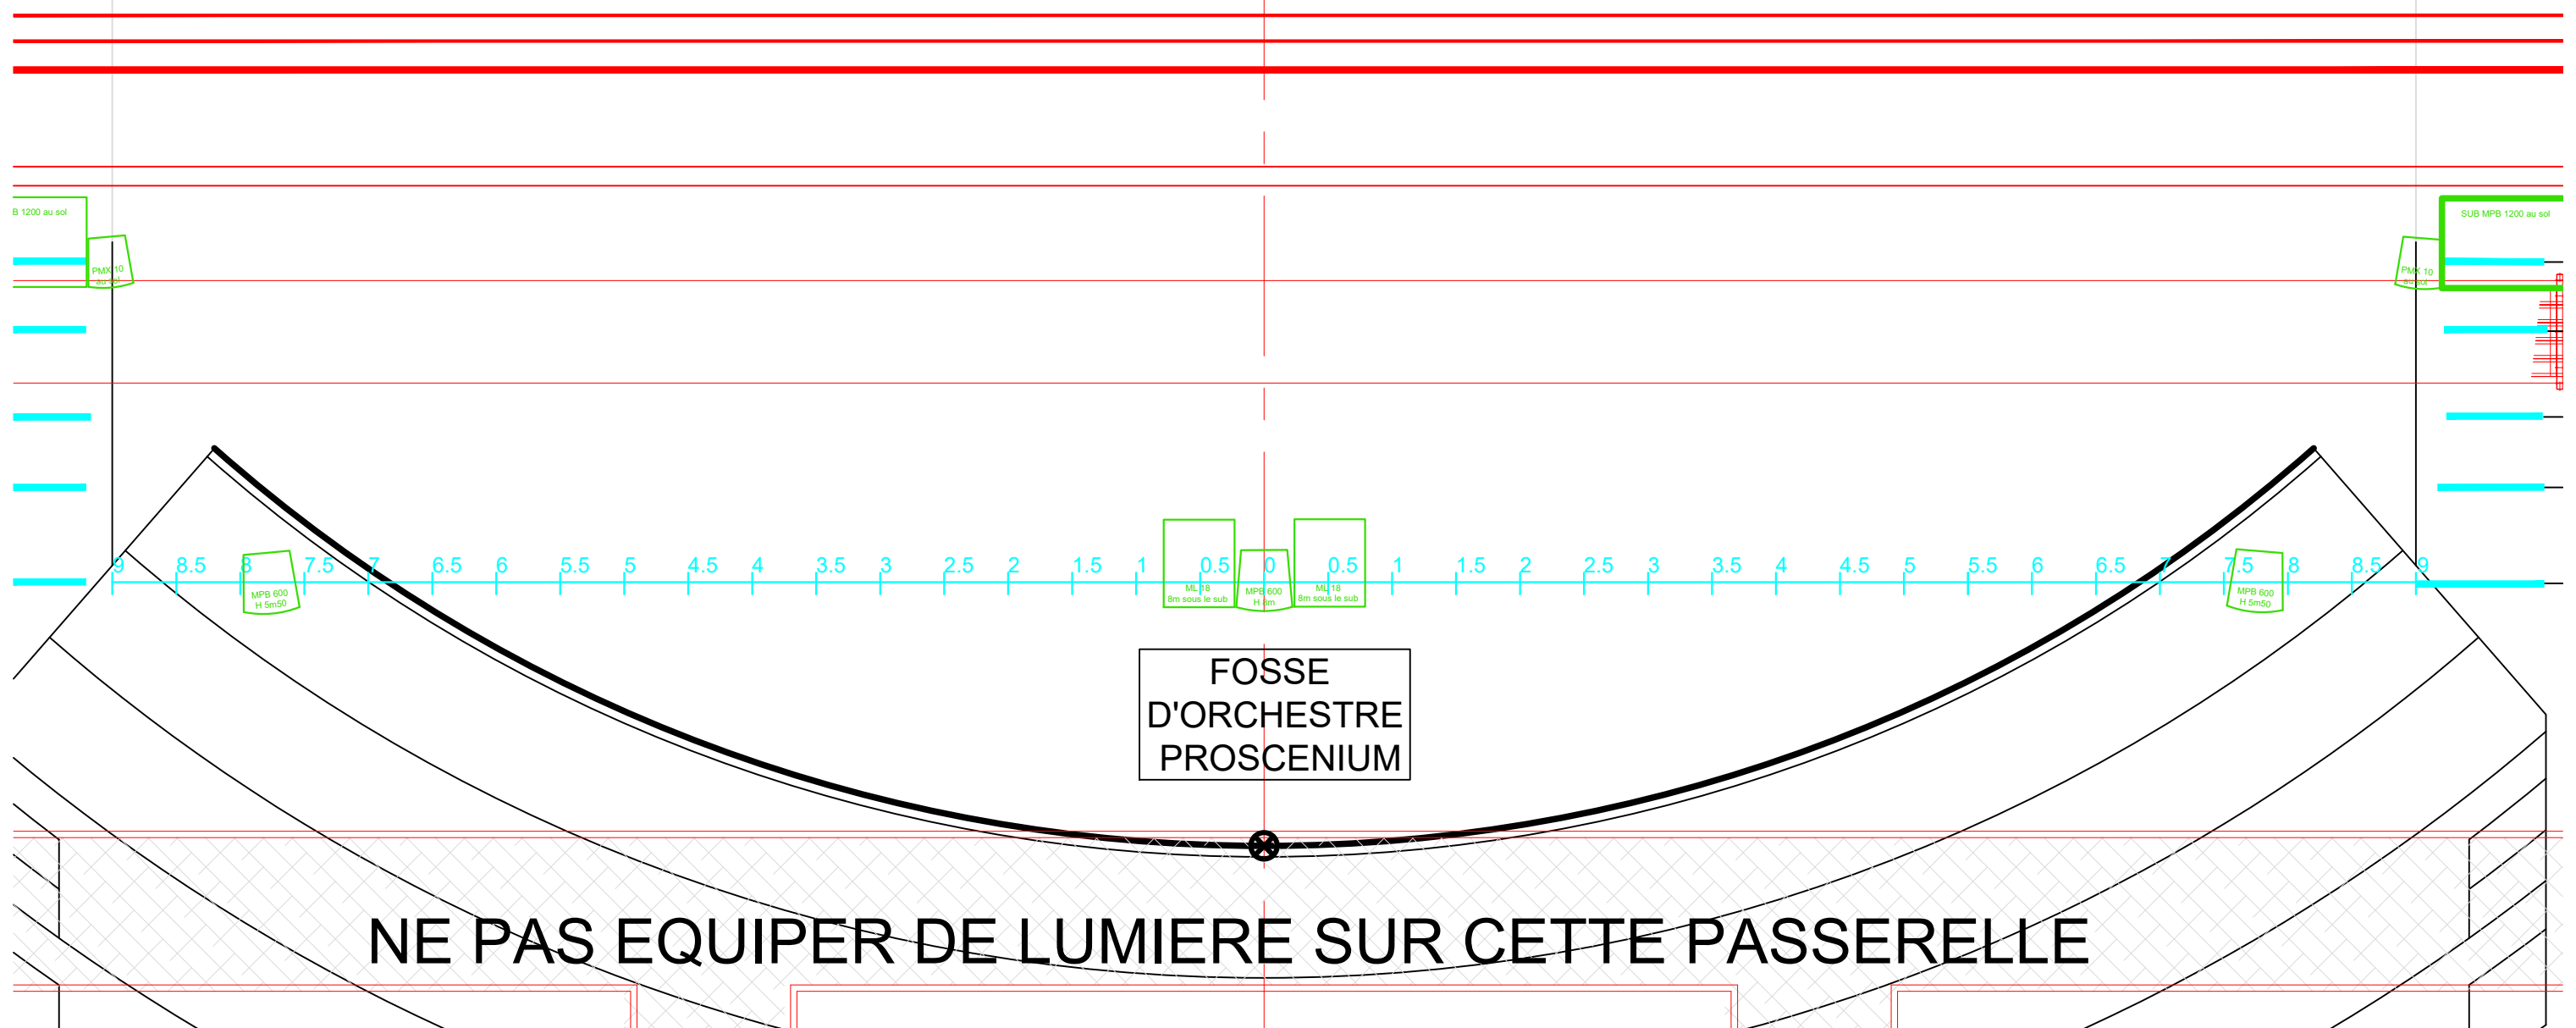 B 1200 au sol
SUB MPB 1200 au sol
PMX 10
au sol
PMX 10
au sol
9 8.5 8 7.5 7 6.5 6 5.5 5 4.5 4 3.5 3 2.5 2 1.5 1 0.5 0 0.5 1 1.5 2 2.5 3 3.5 4 4.5 5 5.5 6 6.5 7 7.5 8 8.5 9
MPB 600
H 5m50
ML 18
8m sous le sub
MPB 600
H 8m
ML 18
8m sous le sub
MPB 600
H 5m50
FOSSE
D'ORCHESTRE
PROSCENIUM
NE PAS EQUIPER DE LUMIERE SUR CETTE PASSERELLE